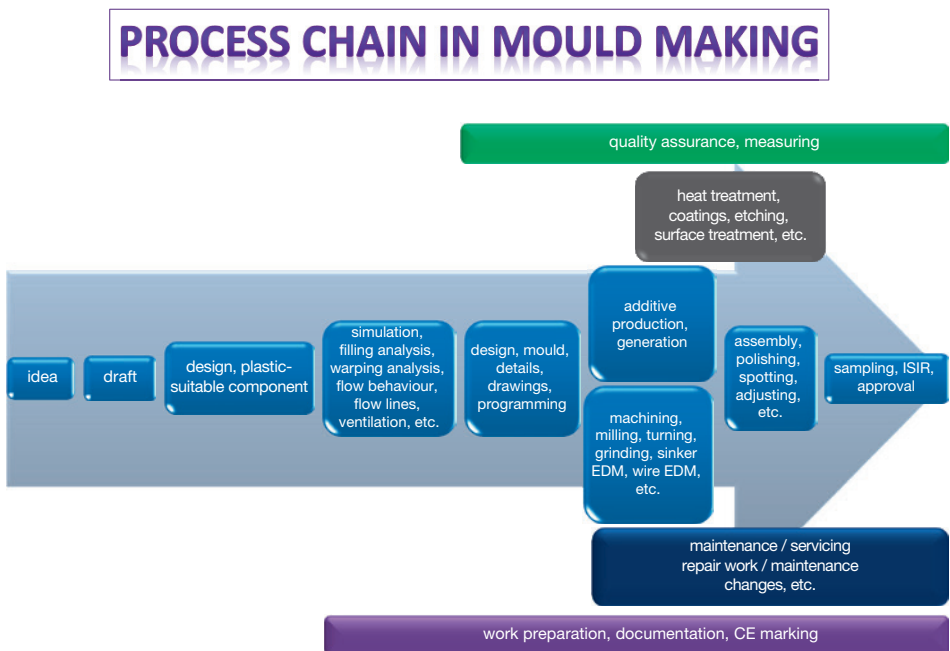 PROCESS CHAIN IN MOULD MAKING
quality assurance, measuring
heat treatment,
coatings, etching,
surface treatment, etc.
idea
draft
design, plastic-
suitable component
simulation,
filling analysis,
warping analysis,
flow behaviour,
flow lines,
ventilation, etc.
design, mould,
details,
drawings,
programming
additive
production,
generation
machining,
milling, turning,
grinding, sinker
EDM, wire EDM,
etc.
assembly,
polishing,
spotting,
adjusting,
etc.
sampling, ISIR,
approval
maintenance / servicing
repair work / maintenance
changes, etc.
work preparation, documentation, CE marking